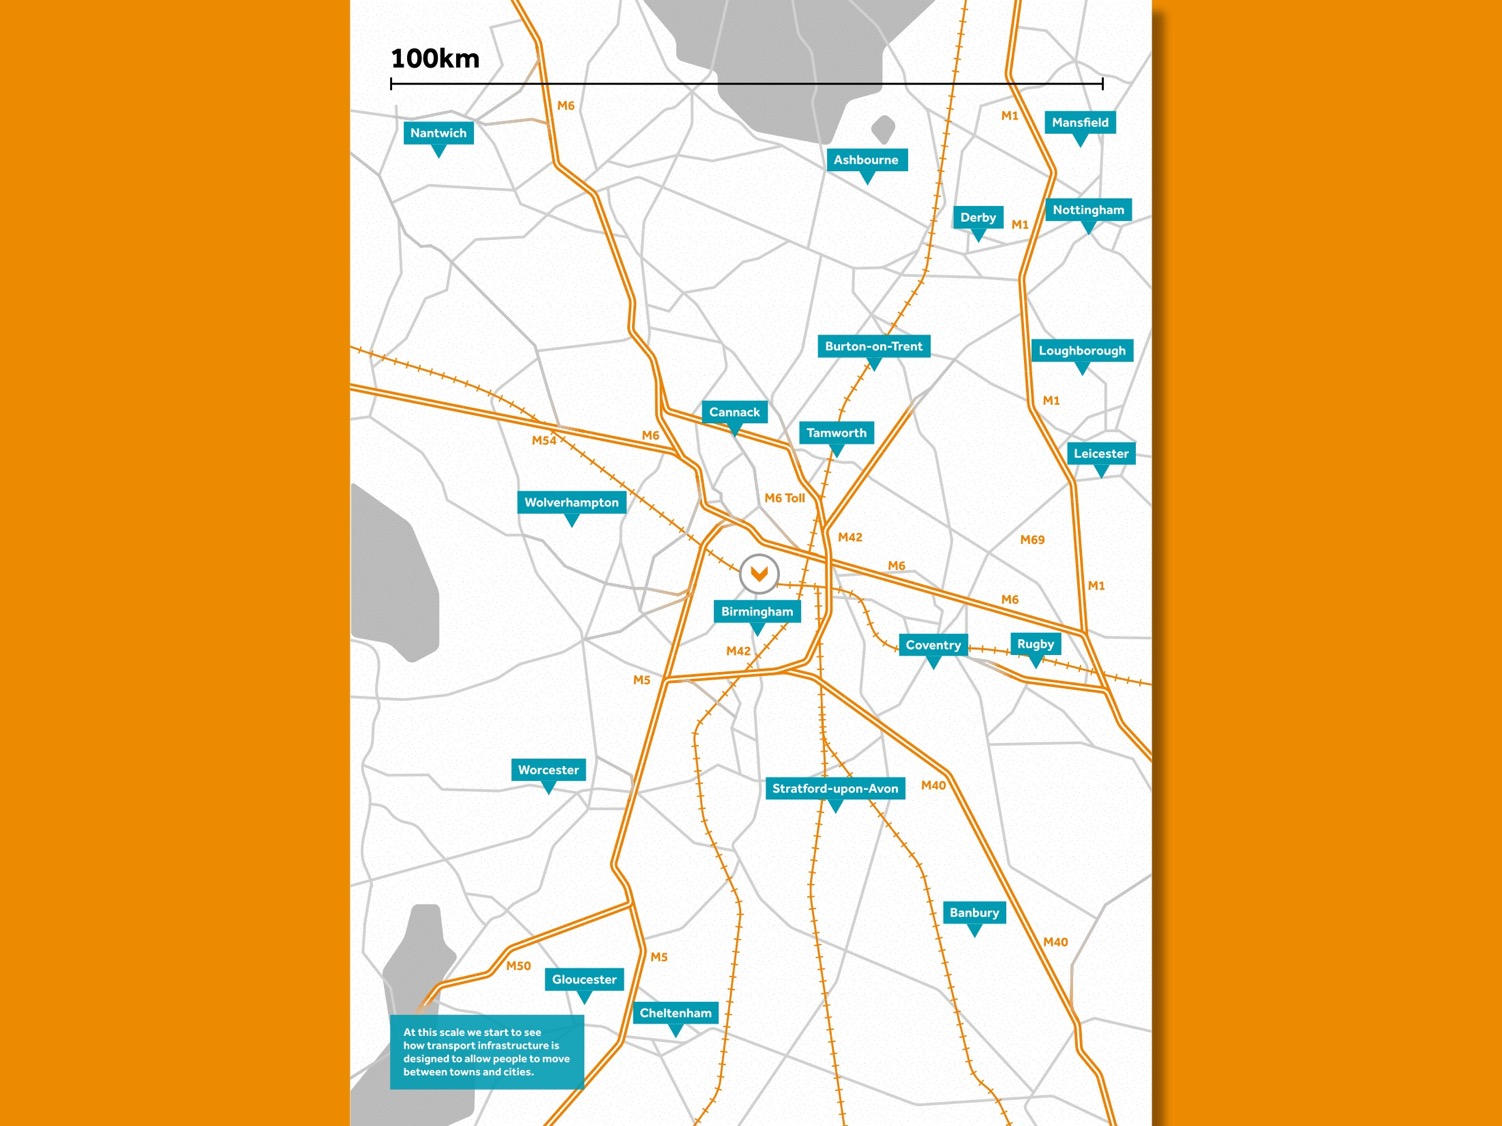 100km
M6
M1
Mansfield
Nantwich
Ashbourne
Nottingham
Derby
M1
Burton-on-Trent
Loughborough
M1
Cannack
Tamworth
M6
M54
Leicester
M6 Toll
Wolverhampton
M42
M69
M6
M1
M6
Birmingham
Coventry
Rugby
M42
M5
Worcester
M40
Stratford-upon-Avon
Banbury
M40
M5
M50
Gloucester
Cheltenham
At this scale we start to see
how transport infrastructure is
designed to allow people to move
between towns and cities.